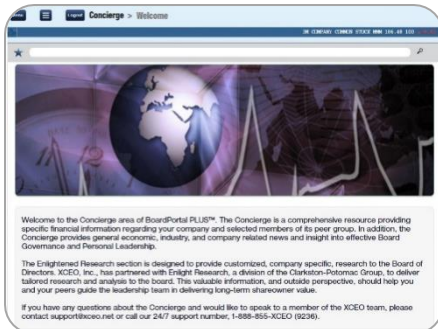 Logout Concierge > Welcome
COMPANY COMMON STOCK MMM
Welcome to the Concierge area of BoardPortal PLUS™. The Concierge is a comprehensive resource providing
specific financial information regarding your company and selected members of its peer group. In addition, the
Concierge provides general economic, industry, and company related news and insight into effective Board
Governance and Personal Leadership.
The Enlightened Research section is designed to provide customized, company specific, research to the Board of
Directors. XCEO, Inc., has partnered with Enlight Research, a division of the Clarkston-Potomac Group, to deliver
tailored research and analysis to the board. This valuable information, and outside perspective, should help you
and your peers guide the leadership team in delivering long-term shareowner value.
If you have any questions about the Concierge and would like to speak to a member of the XCEO team, please
contact support@xceo.net or call our 24/7 support number, 1-888-855-XCEO (9236).